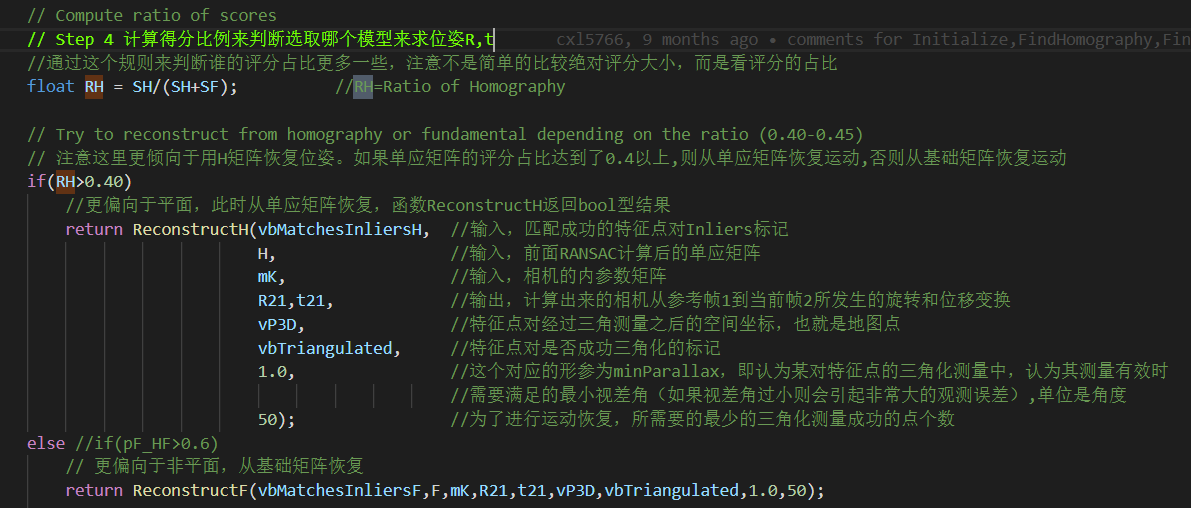 // Compute ratio of scores
// Step 4 计算得分比例来判断选取哪个模型来求位姿R,t cxl5766, 9 months ago • comments for Initialize,FindHomography,Fin
//通过这个规则来判断谁的评分占比更多一些，注意不是简单的比较绝对评分大小，而是看评分的占比
float RH = SH/(SH+SF); //RH=Ratio of Homography
// Try to reconstruct from homography or fundamental depending on the ratio (0.40-0.45)
// 注意这里更倾向于用H矩阵恢复位姿。如果单应矩阵的评分占比达到了0.4以上,则从单应矩阵恢复运动,否则从基础矩阵恢复运动
if(RH>0.40)
//更偏向于平面，此时从单应矩阵恢复，函数ReconstructH返回bool型结果
return ReconstructH(vbMatchesInliersH, //输入，匹配成功的特征点对Inliers标记
H, //输入，前面RANSAC计算后的单应矩阵
mK, //输入，相机的内参数矩阵
R21,t21, //输出，计算出来的相机从参考帧1到当前帧2所发生的旋转和位移变换
vP3D, //特征点对经过三角测量之后的空间坐标，也就是地图点
vbTriangulated, //特征点对是否成功三角化的标记
1.0, //这个对应的形参为minParallax，即认为某对特征点的三角化测量中，认为其测量有效时
//需要满足的最小视差角（如果视差角过小则会引起非常大的观测误差）,单位是角度
50); //为了进行运动恢复，所需要的最少的三角化测量成功的点个数
else //if(pF_HF>0.6)
// 更偏向于非平面，从基础矩阵恢复
return ReconstructF(vbMatchesInliersF,F,mK,R21,t21,vP3D,vbTriangulated,1.0,50);